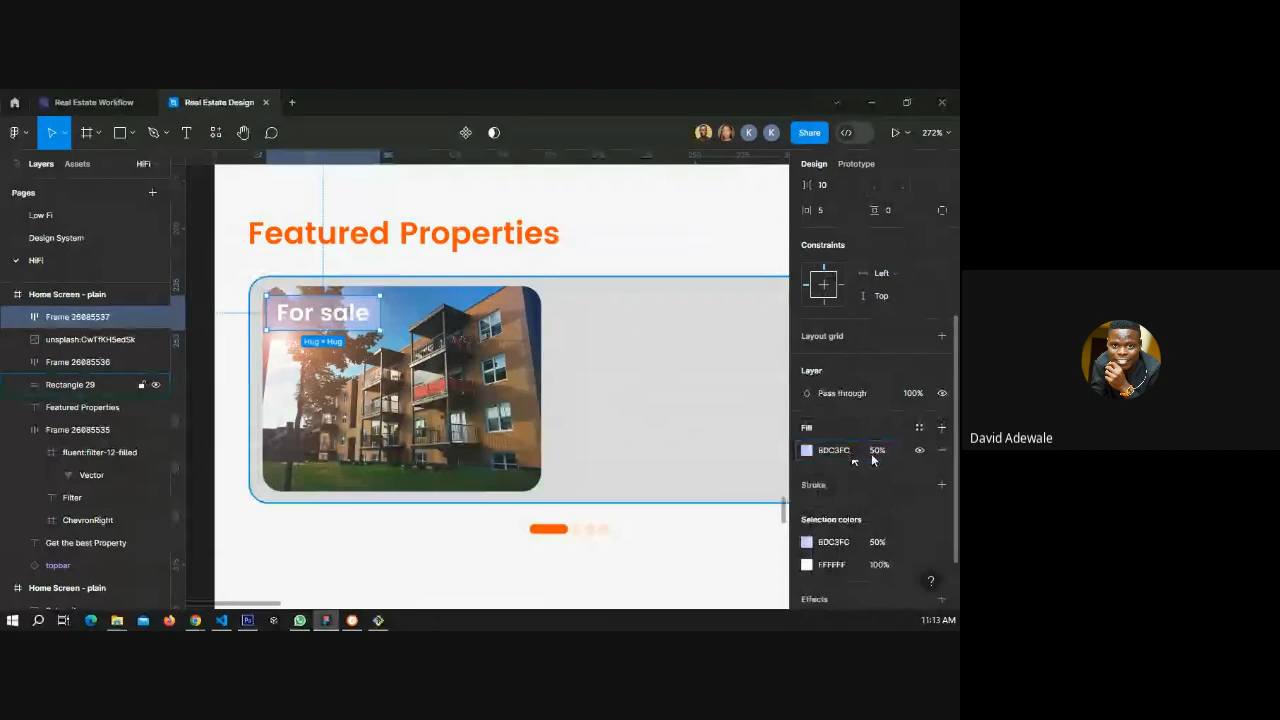 Real Estate Workflow
Real Estate Design
Share
272%
Layers
Assets
HiFi
Design
Prototype
Pages
10
Low Fi
5
0
Design System
HiFi
Featured Properties
Constraints
Left
Top
Home Screen - plain
Frame 26085537
For sale
unsplash:CwTfKH5edSk
Hug × Hug
Layout grid
Frame 26085536
Layer
Rectangle 29
Pass through
100%
Featured Properties
Fill
Frame 26085535
fluent:filter-12-filled
BDC3FC
50%
Vector
Stroke
Filter
ChevronRight
Selection colors
Get the best Property
BDC3FC
50%
topbar
FFFFFF
100%
Home Screen - plain
Effects
?
11:13 AM
K
K
David Adewale